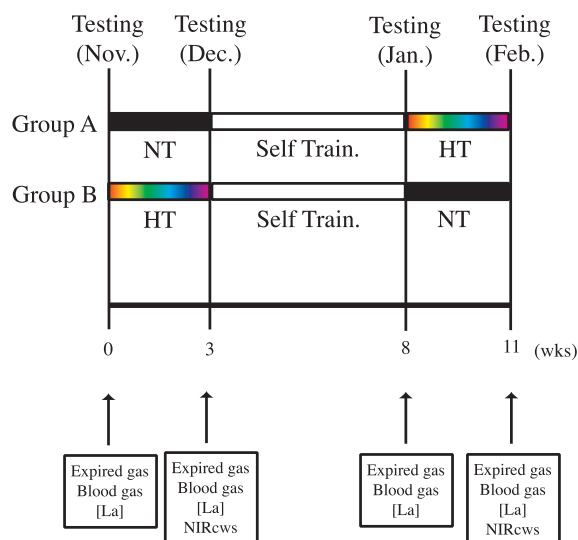 Testing Testing Testing Testing
(Nov.) (Dec.) (Jan.) (Feb.)
Group A
NT Self Train. HT
Group B
HT Self Train. NT
0 3 8 11 (wks)
Expired gas
Blood gas
[La]
Expired gas
Blood gas
[La]
NIRcws
Expired gas
Blood gas
[La]
Expired gas
Blood gas
[La]
NIRcws